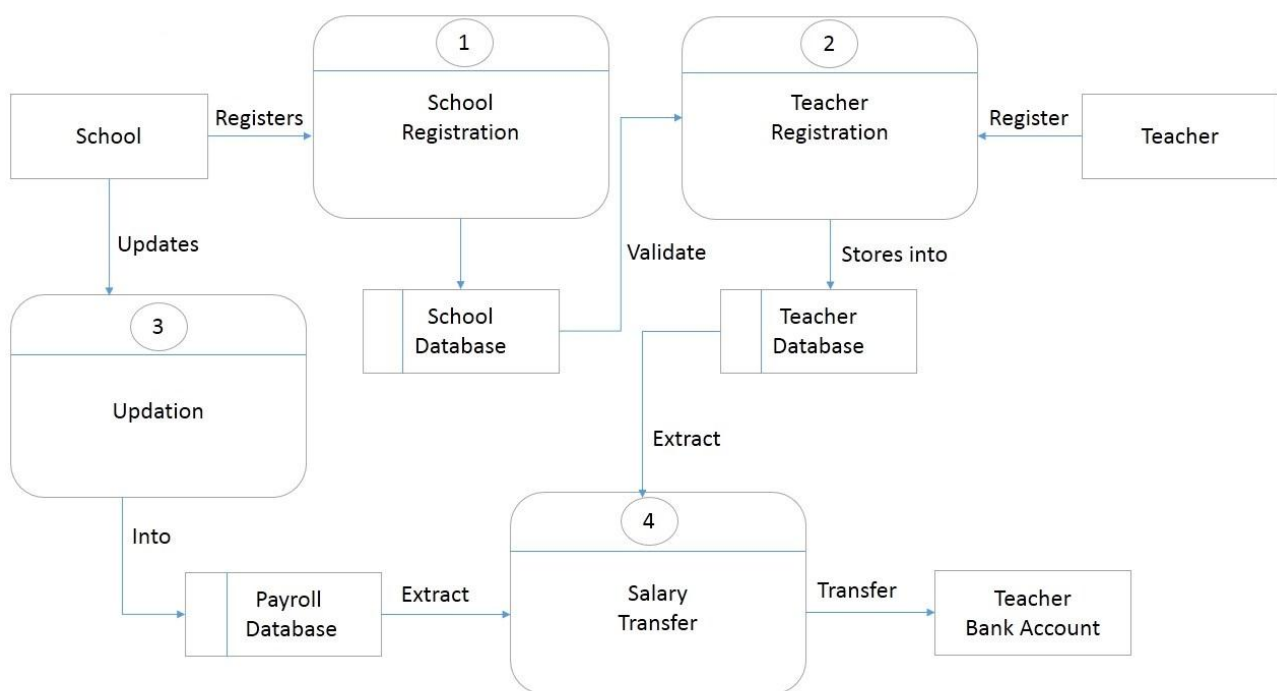 1
2
School
Registration
Teacher
Registration
School
Registers
Register
Teacher
Updates
Validate
Stores into
3
School
Database
Teacher
Database
Updation
Extract
4
Into
Payroll
Database
Extract
Salary
Transfer
Transfer
Teacher
Bank Account